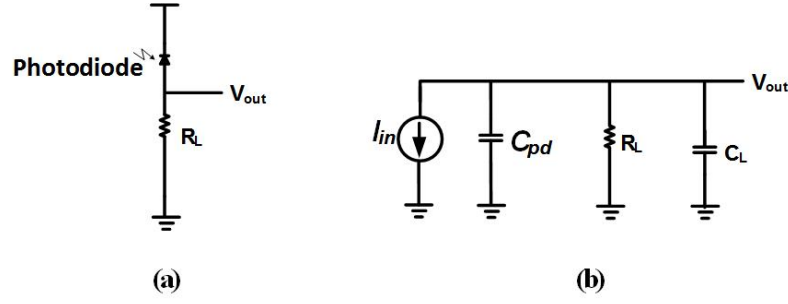 Photodiode
Vout
RL
(a)
Iin
Cpd
RL
CL
Vout
(b)